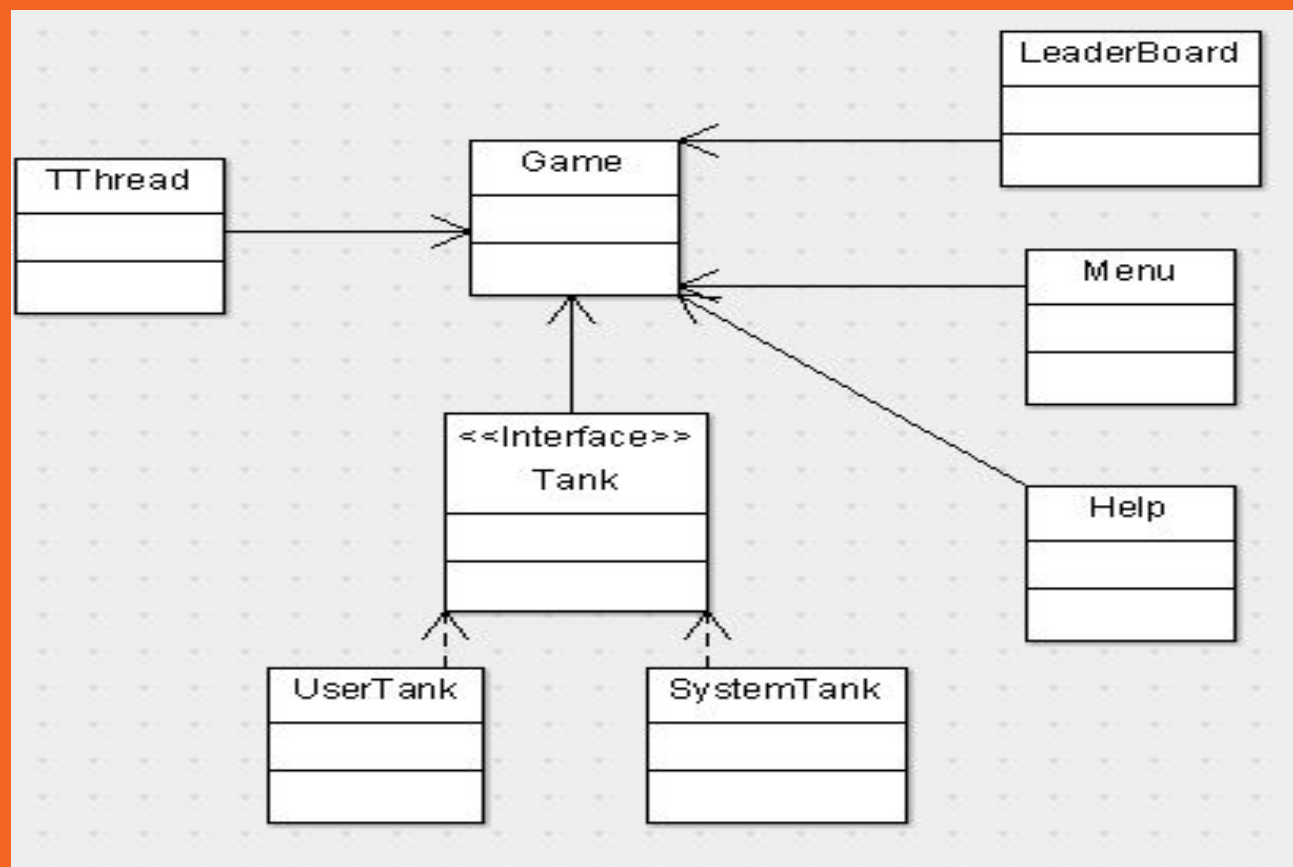 LeaderBoard
Game
TThread
Menu
<<Interface>>
Tank
Help
UserTank
SystemTank